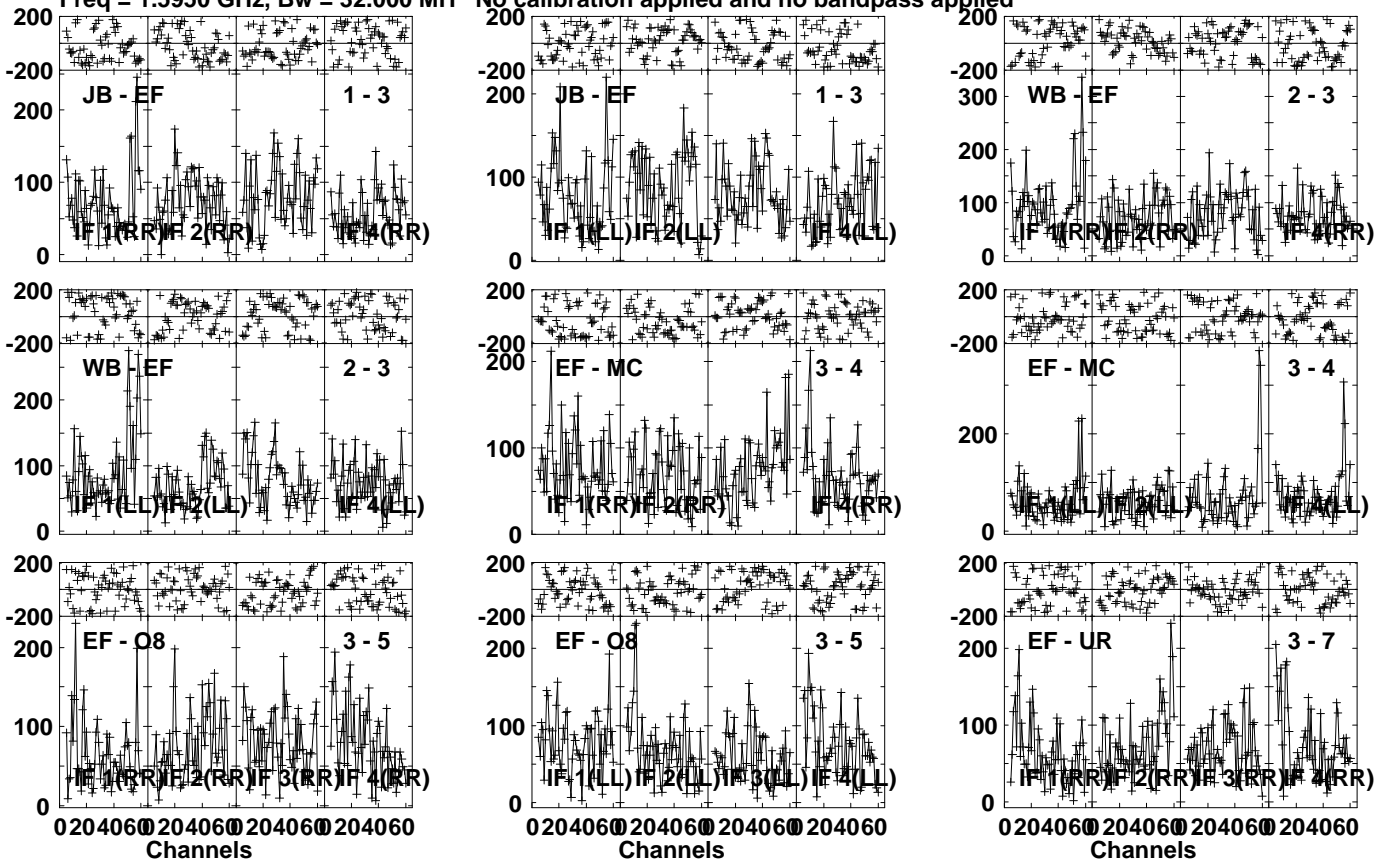 Freq = 1.5950 GHz, Bw = 32.000 MH No calibration applied and no bandpass applied
200 200 200
-200 -200 -200
JB - EF 1 - 3 JB - EF 1 - 3 WB - EF 2 - 3
200 200 300
100 100 200
0 0 100
0
IF 1(RR) IF 2(RR) IF 4(RR) IF 1(LL) IF 2(LL) IF 4(LL) IF 1(RR) IF 2(RR) IF 4(RR)
200 200 200
-200 -200 -200
WB - EF 2 - 3 EF - MC 3 - 4 EF - MC 3 - 4
200 200 200
100 100 100
0 0 0
IF 1(LL) IF 2(LL) IF 4(LL) IF 1(RR) IF 2(RR) IF 4(RR) IF 1(LL) IF 2(LL) IF 4(LL)
200 200 200
-200 -200 -200
EF - O8 3 - 5 EF - O8 3 - 5 EF - UR 3 - 7
200 200 200
100 100 100
0 0 0
IF 1(RR) IF 2(RR) IF 3(RR) IF 4(RR) IF 1(LL) IF 2(LL) IF 3(LL) IF 4(LL) IF 1(RR) IF 2(RR) IF 3(RR) IF 4(RR)
0 20 40 60 0 20 40 60 0 20 40 60 0 20 40 60 0 20 40 60 0 20 40 60 0 20 40 60 0 20 40 60 0 20 40 60 0 20 40 60 0 20 40 60 0 20 40 60
Channels Channels Channels